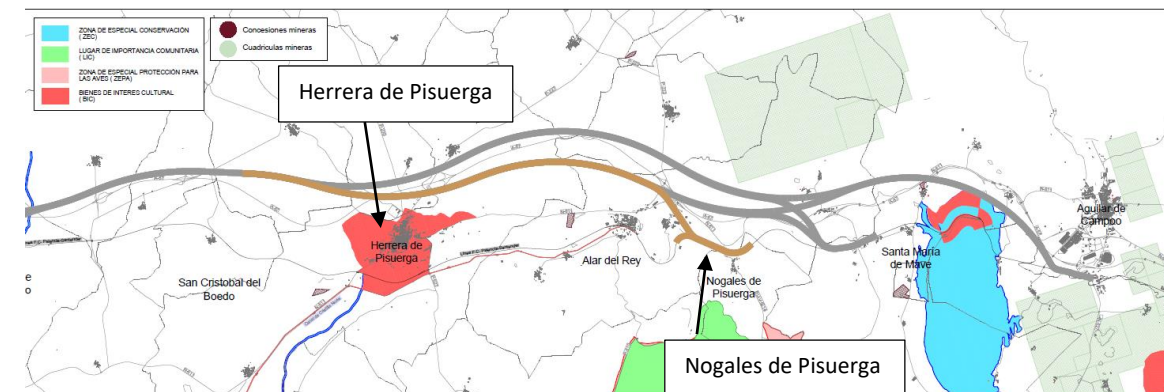 ZONA DE ESPECIAL CONSERVACIÓN
( ZEC)
LUGAR DE IMPORTANCIA COMUNITARIA
( LIC)
ZONA DE ESPECIAL PROTECCIÓN PARA
LAS AVES ( ZEPA)
BIENES DE INTERES CULTURAL
( BIC)
Concesiones mineras
Cuadrículas mineras
Herrera de Pisuerga
Herrera de
Pisuerga
San Cristobal del
Boedo
Alar del Rey
Nogales de
Pisuerga
Santa María
de Mave
Aguilar de
Campoo
e
o
Nogales de Pisuerga